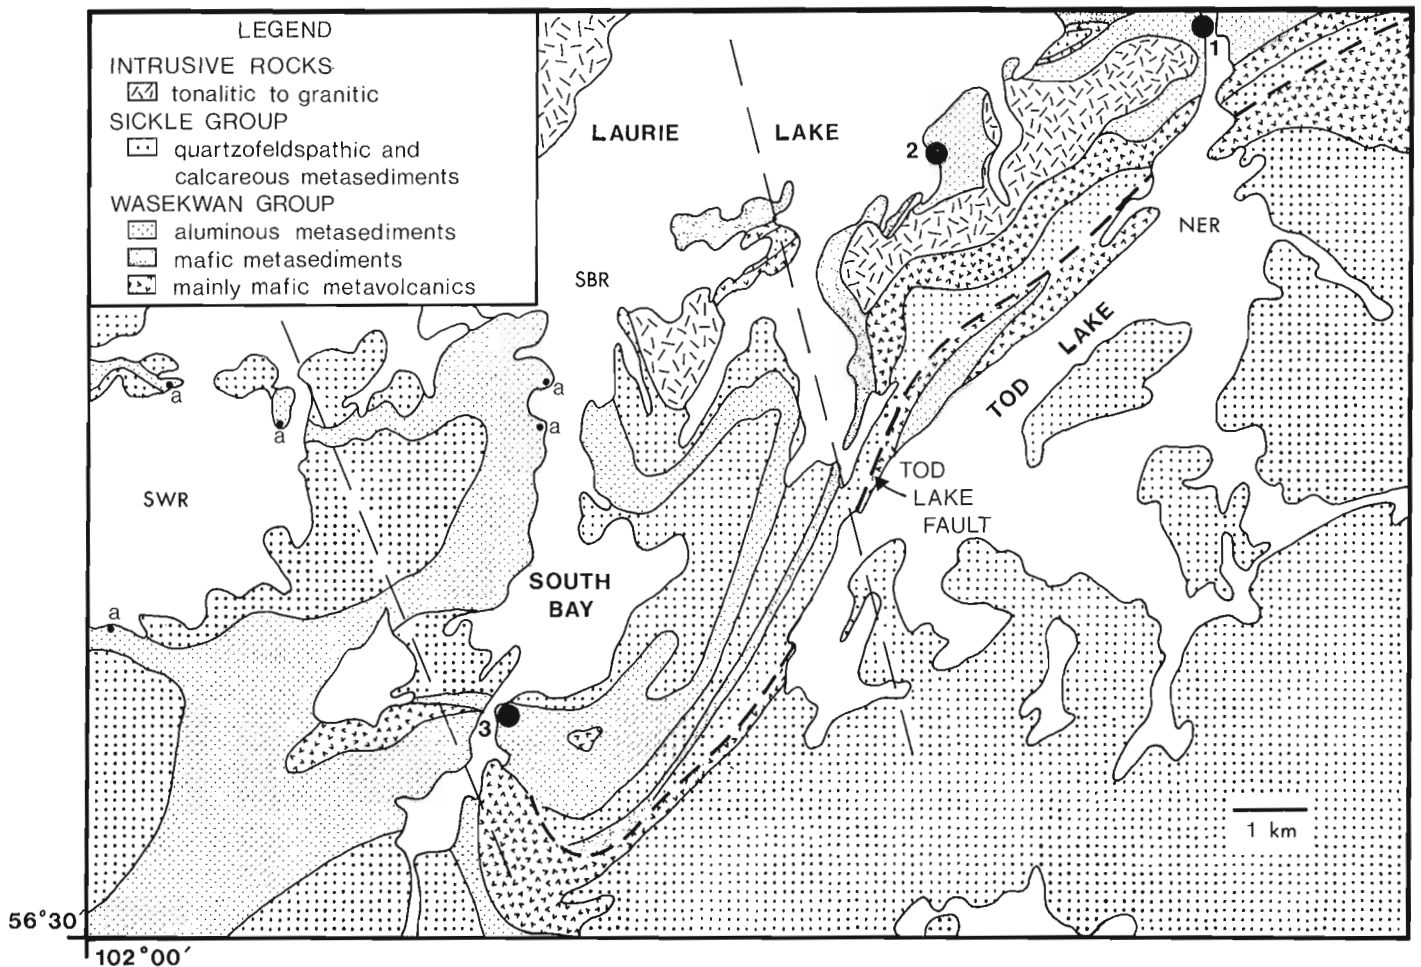 LEGEND
INTRUSIVE ROCKS
tonalitic to granitic
SICKLE GROUP
quartzofeldspathic and
calcareous metasediments
WASEKWAN GROUP
aluminous metasediments
mafic metasediments
mainly mafic metavolcanics
1
LAURIE LAKE
2
NER
SBR
TOD LAKE
a
a
a
a
SWR
TOD
LAKE
FAULT
SOUTH
BAY
a
3
1 km
56°30′
102°00′